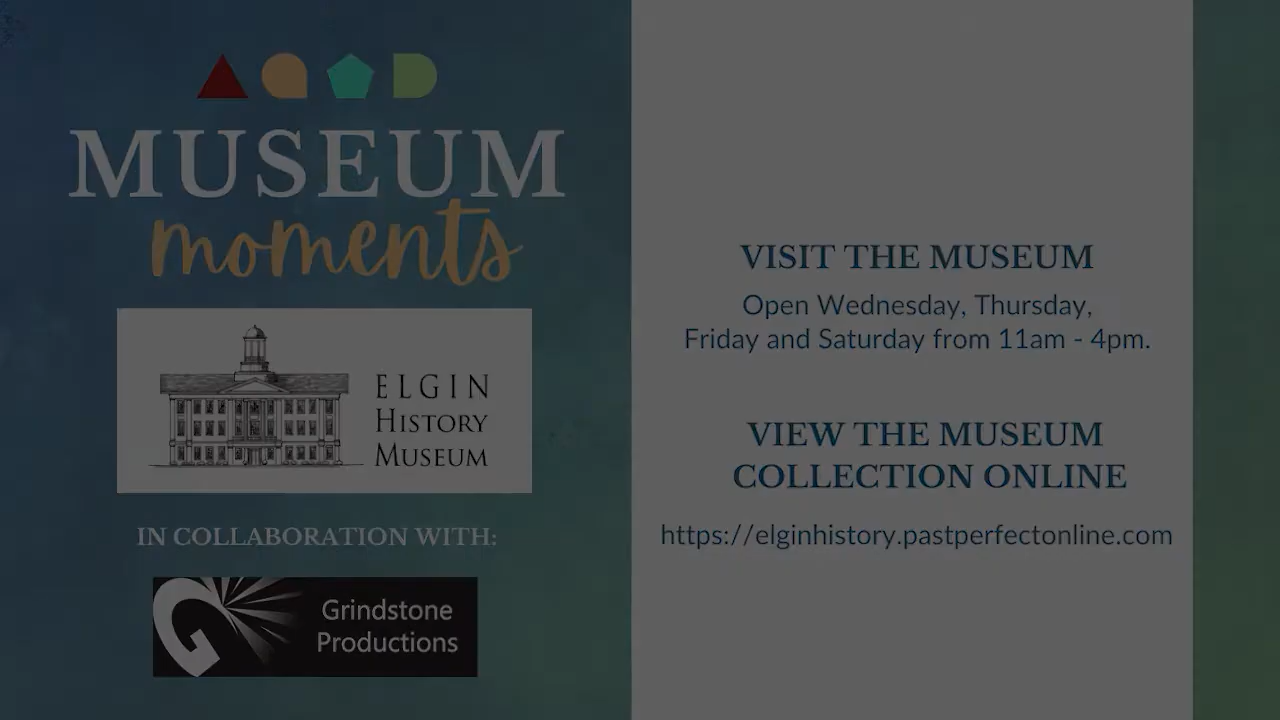 MUSEUM
moments
ELGIN
HISTORY
MUSEUM
IN COLLABORATION WITH:
Grindstone
Productions
VISIT THE MUSEUM
Open Wednesday, Thursday,
Friday and Saturday from 11am - 4pm.
VIEW THE MUSEUM
COLLECTION ONLINE
https://elginhistory.pastperfectonline.com